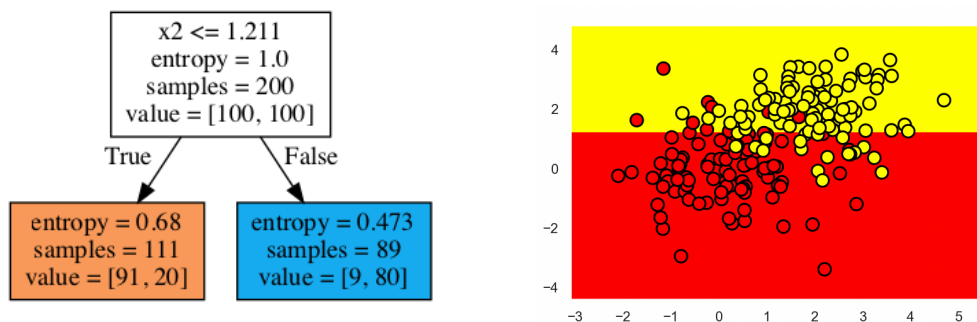 x2 <= 1.211
entropy = 1.0
samples = 200
value = [100, 100]
True
False
entropy = 0.68
samples = 111
value = [91, 20]
entropy = 0.473
samples = 89
value = [9, 80]
4
2
0
−2
−4
−3 −2 −1 0 1 2 3 4 5